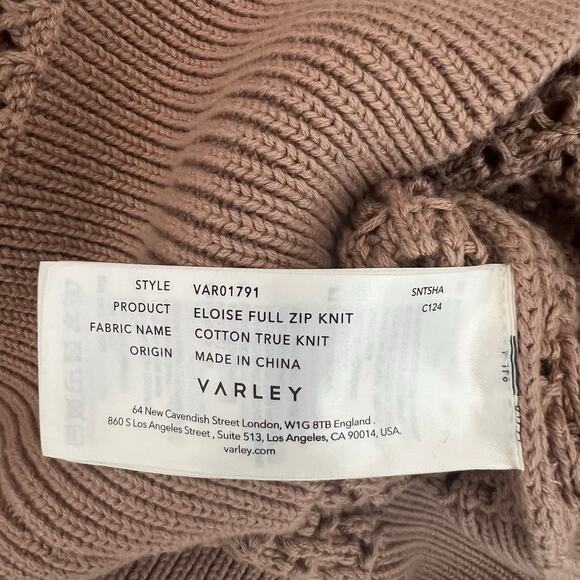 STYLE VAR01791 SNTSHA
PRODUCT ELOISE FULL ZIP KNIT C124
FABRIC NAME COTTON TRUE KNIT
ORIGIN MADE IN CHINA
VARLEY
64 New Cavendish Street London, W1G 8TB England .
860 S Los Angeles Street , Suite 513, Los Angeles, CA 90014, USA.
varley.com